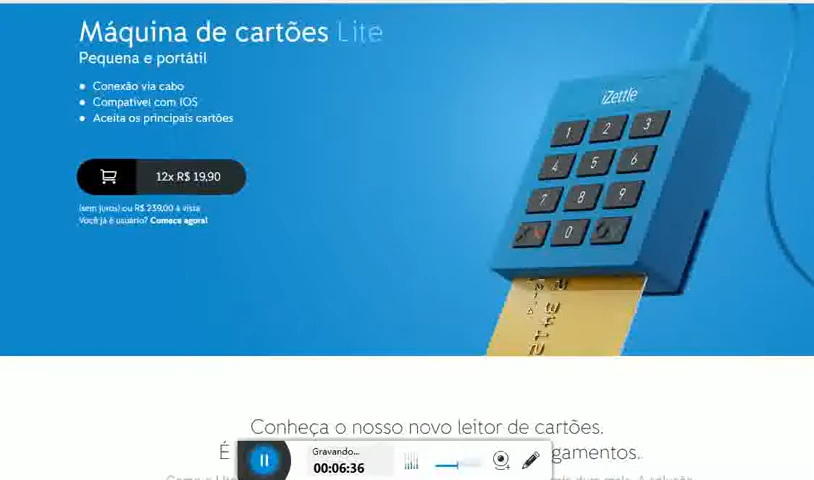 Máquina de cartões Lite
Pequena e portátil
Conexão via cabo
Compatível com IOS
Aceita os principais cartões
12x R$ 19,90
(sem juros) ou R$ 239,00 à vista
Você já é usuário? Comece agora!
iZettle
1 2 3
4 5 6
7 8 9
0
Conheça o nosso novo leitor de cartões.
É
gamentos.
Gravando...
00:06:36